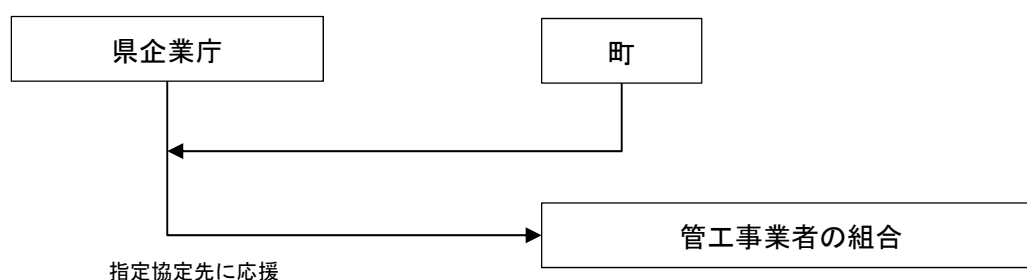 県企業庁
町
管工事業者の組合
指定協定先に応援